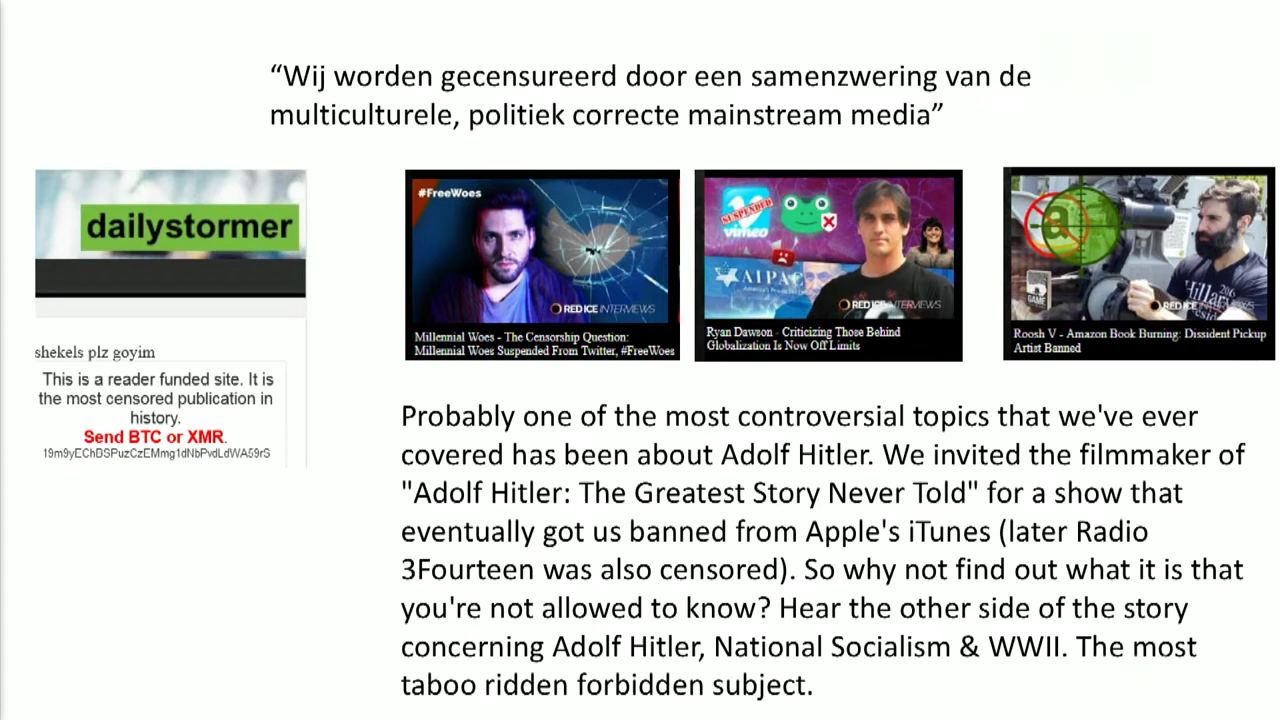 “Wij worden gecensureerd door een samenzwering van de
multiculturele, politiek correcte mainstream media”
dailystormer
shekels plz goyim
This is a reader funded site. It is
the most censored publication in
history.
Send BTC or XMR.
19m9yEChDSPuzCzEMmg1dNbPvdLdWA59rS
#FreeWoes
RED ICE INTERVIEWS
Millennial Woes - The Censorship Question:
Millennial Woes Suspended From Twitter, #FreeWoes
SUSPENDED
vimeo
AIPAC
RED ICE INTERVIEWS
Ryan Dawson - Criticizing Those Behind
Globalization Is Now Off Limits
a
GAME
Hillary
RED ICE INTERVIEWS
Roosh V - Amazon Book Burning: Dissident Pickup
Artist Banned
Probably one of the most controversial topics that we've ever
covered has been about Adolf Hitler. We invited the filmmaker of
"Adolf Hitler: The Greatest Story Never Told" for a show that
eventually got us banned from Apple's iTunes (later Radio
3Fourteen was also censored). So why not find out what it is that
you're not allowed to know? Hear the other side of the story
concerning Adolf Hitler, National Socialism & WWII. The most
taboo ridden forbidden subject.